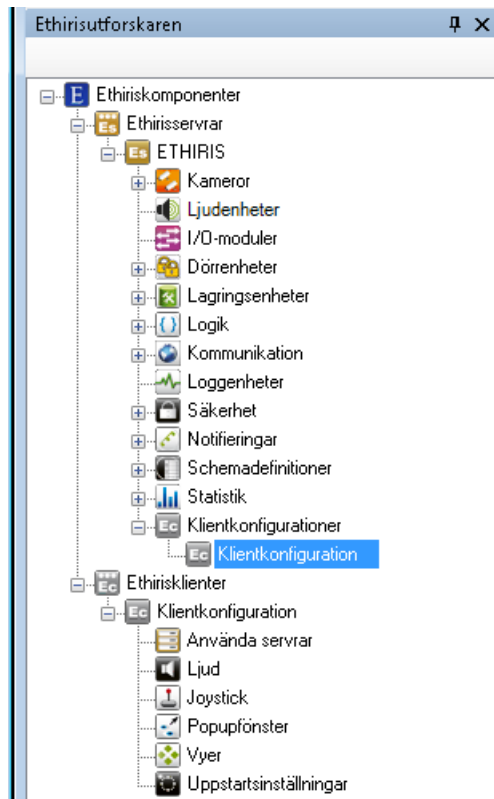 Ethirisutforskaren
Ethiriskomponenter
Ethirisservrar
ETHIRIS
Kameror
Ljudenheter
I/O-moduler
Dörrenheter
Lagringsenheter
Logik
Kommunikation
Loggenheter
Säkerhet
Notifieringar
Schemadefinitioner
Statistik
Klientkonfigurationer
Klientkonfiguration
Ethirisklienter
Klientkonfiguration
Använda servrar
Ljud
Joystick
Popupfönster
Vyer
Uppstartsinställningar